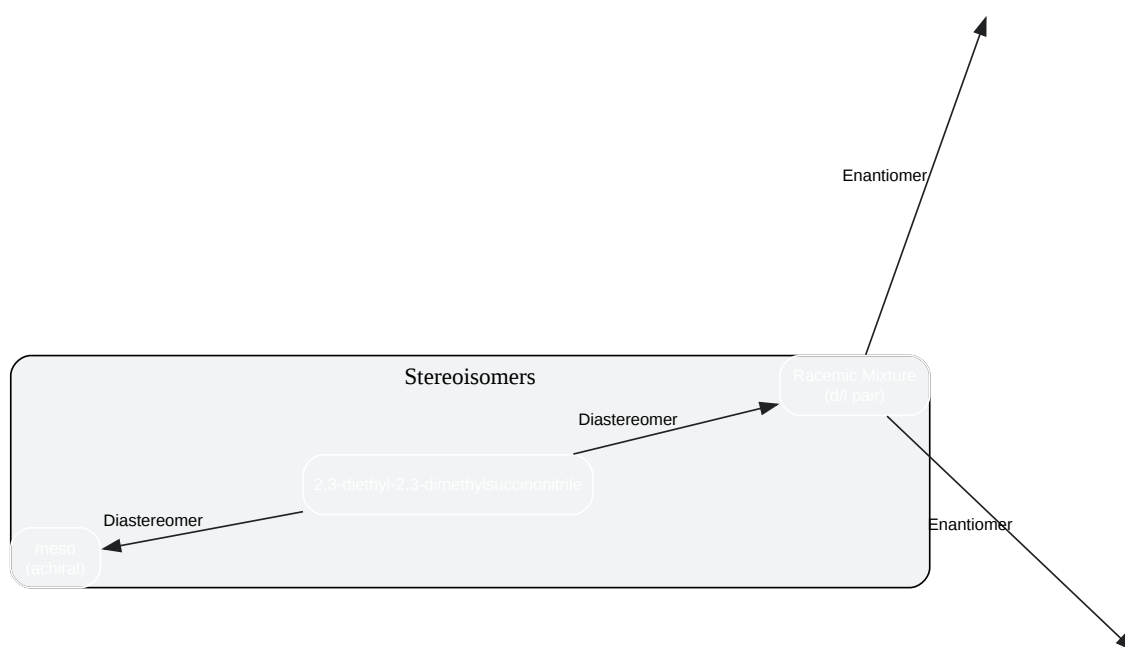 Enantiomer
Stereoisomers
Racemic Mixture
(d/l pair)
Diastereomer
2,3-diethyl-2,3-dimethylsuccinonitrile
Diastereomer
Enantiomer
meso
(achiral)